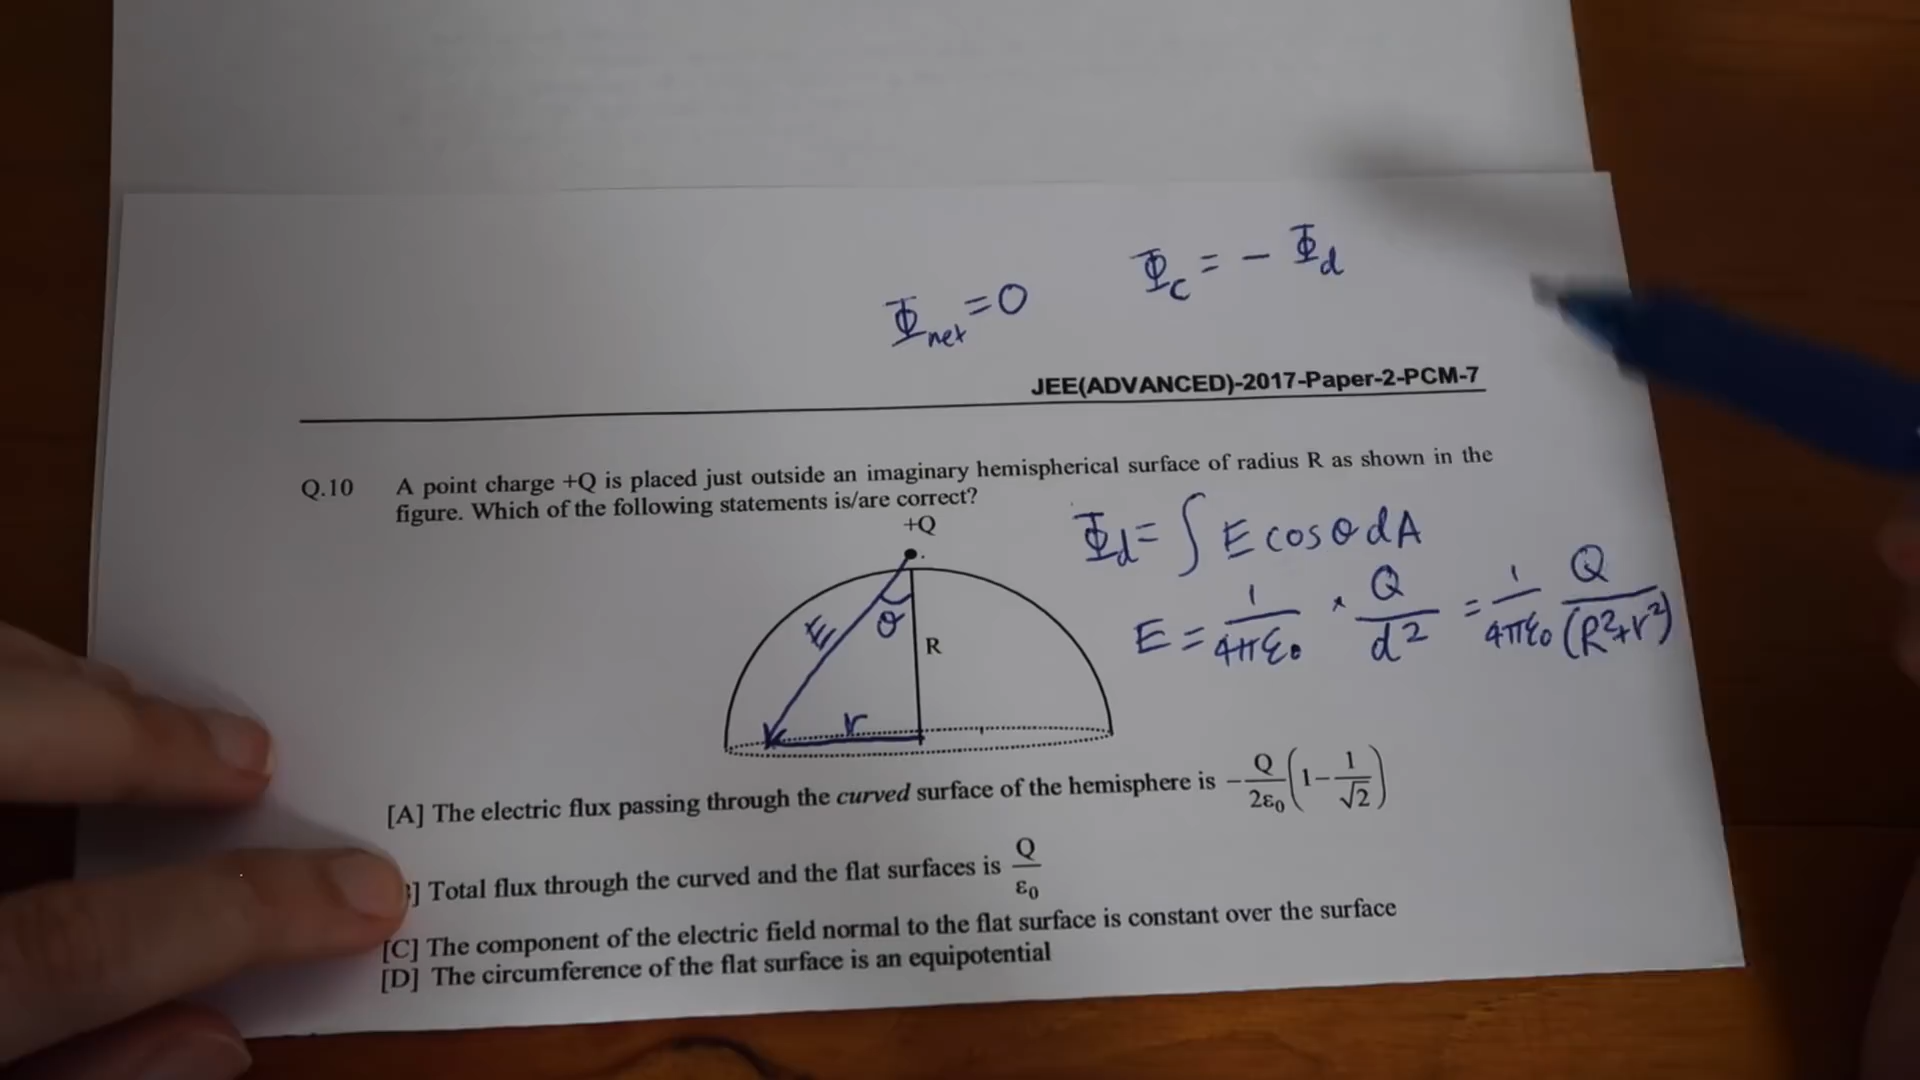 Φnet = 0
Φc = - Φd
JEE(ADVANCED)-2017-Paper-2-PCM-7
Q.10 A point charge +Q is placed just outside an imaginary hemispherical surface of radius R as shown in the
figure. Which of the following statements is/are correct?
+Q
Φd = ∫ E cosθ dA
E = 1/4πε0 × Q/d² = 1/4πε0 Q/(R²+r²)
E
θ
R
r
[A] The electric flux passing through the curved surface of the hemisphere is −Q/2ε0 (1 − 1/√2)
] Total flux through the curved and the flat surfaces is Q/ε0
[C] The component of the electric field normal to the flat surface is constant over the surface
[D] The circumference of the flat surface is an equipotential